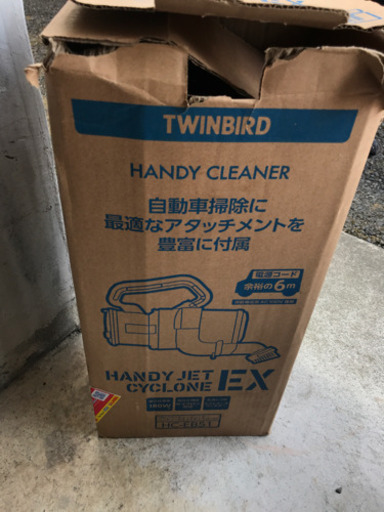 TWINBIRD
HANDY CLEANER
自動車掃除に
最適なアタッチメントを
豊富に付属
電源コード
余裕の6m
HANDY JET
CYCLONE EX
HC-EB51